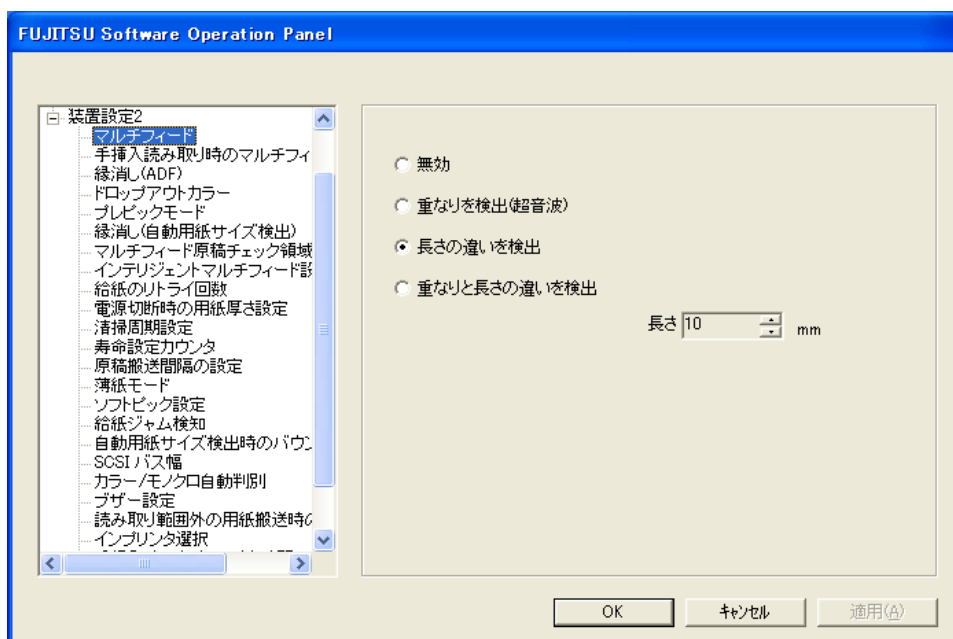 FUJITSU Software Operation Panel
装置設定2
マルチフィード
手挿入読み取り時のマルチフィ
縁消し(ADF)
ドロップアウトカラー
プレピックモード
縁消し(自動用紙サイズ検出)
マルチフィード原稿チェック領域
インテリジェントマルチフィード設
給紙のリトライ回数
電源切断時の用紙厚さ設定
清掃周期設定
寿命設定カウンタ
原稿搬送間隔の設定
薄紙モード
ソフトピック設定
給紙ジャム検知
自動用紙サイズ検出時のバウン
SCSI バス幅
カラー/モノクロ自動判別
ブザー設定
読み取り範囲外の用紙搬送時の
インプリンタ選択
無効
重なりを検出(超音波)
長さの違いを検出
重なりと長さの違いを検出
長さ 10 mm
OK キャンセル 適用(A)